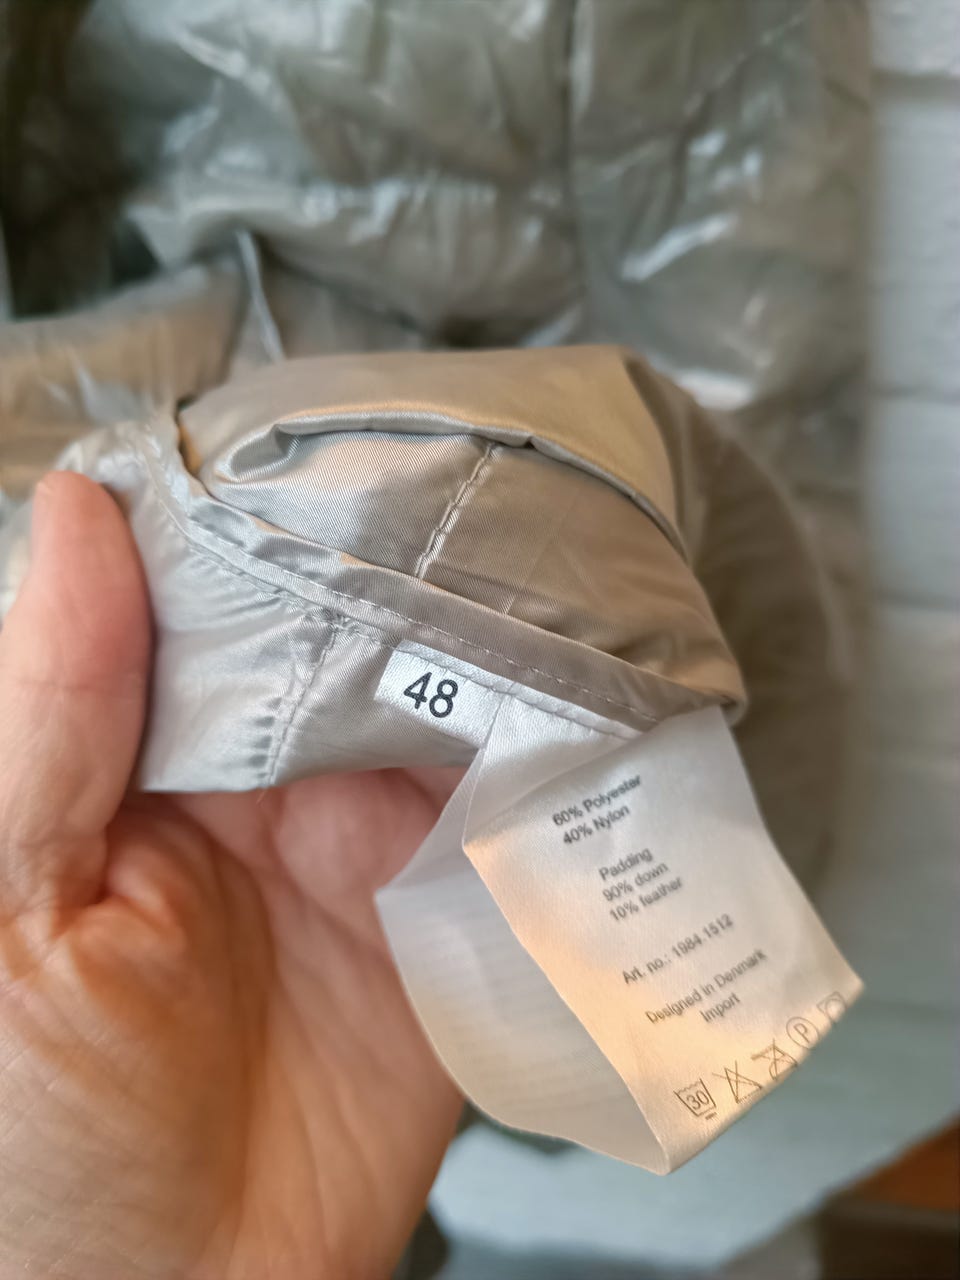 48
60% Polyester
40% Nylon
Padding
90% down
10% feather
Art. no.: 1984.1512
Designed in Denmark
Import
30
P